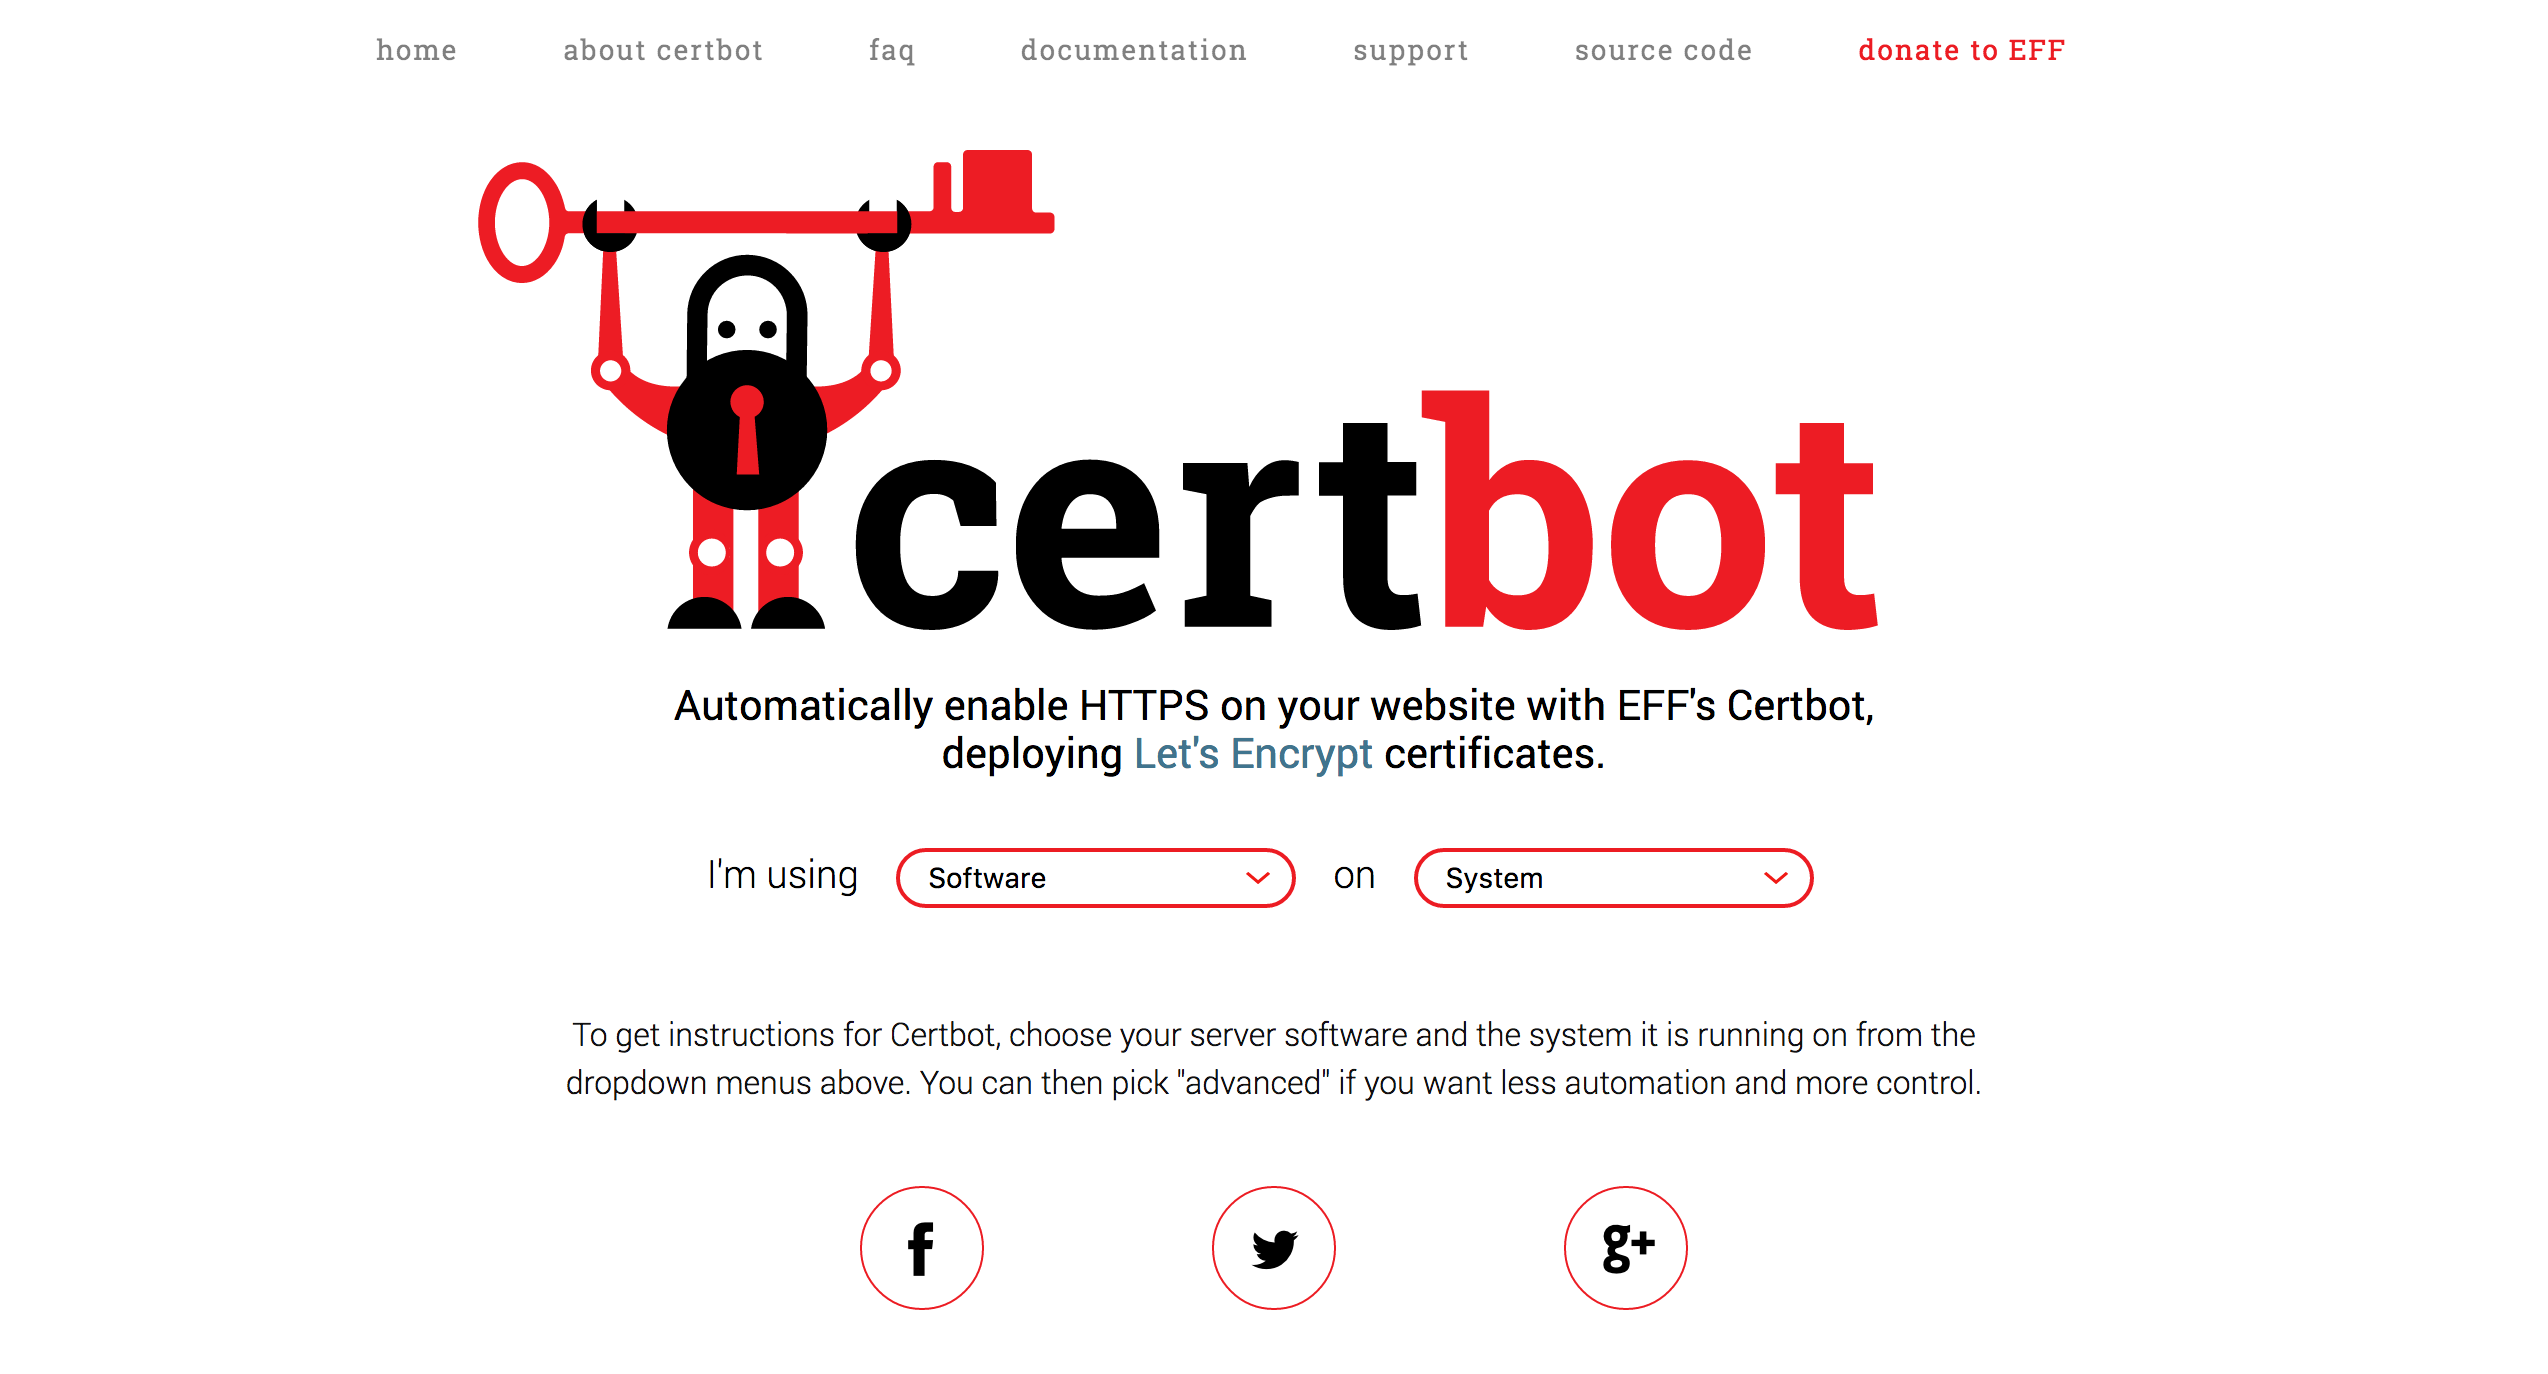 home about certbot faq documentation support source code donate to EFF
certbot
Automatically enable HTTPS on your website with EFF's Certbot,
deploying Let's Encrypt certificates.
I'm using Software on System
To get instructions for Certbot, choose your server software and the system it is running on from the
dropdown menus above. You can then pick "advanced" if you want less automation and more control.
f g+